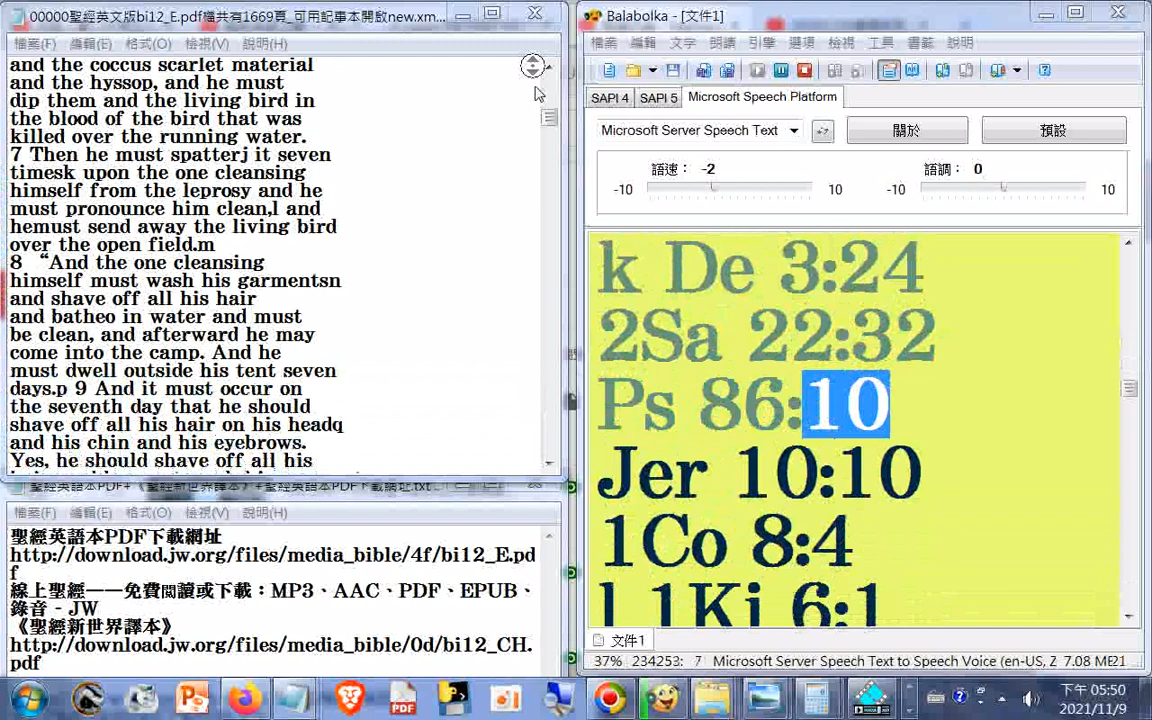 00000聖經英文版bi12_E.pdf檔共有1669頁_可用記事本開啟new.xm...
檔案(F) 編輯(E) 格式(O) 檢視(V) 說明(H)
and the coccus scarlet material
and the hyssop, and he must
dip them and the living bird in
the blood of the bird that was
killed over the running water.
7 Then he must spatterj it seven
timesk upon the one cleansing
himself from the leprosy and he
must pronounce him clean,l and
hemust send away the living bird
over the open field.m
8 “And the one cleansing
himself must wash his garmentsn
and shave off all his hair
and batheo in water and must
be clean, and afterward he may
come into the camp. And he
must dwell outside his tent seven
days.p 9 And it must occur on
the seventh day that he should
shave off all his hair on his headq
and his chin and his eyebrows.
Yes, he should shave off all his
聖經英語本PDF+《聖經新世界譯本》+聖經英語本PDF下載網址.txt ...
檔案(F) 編輯(E) 格式(O) 檢視(V) 說明(H)
聖經英語本PDF下載網址
http://download.jw.org/files/media_bible/4f/bi12_E.pd
f
線上聖經——免費閱讀或下載：MP3、AAC、PDF、EPUB、
錄音 - JW
《聖經新世界譯本》
http://download.jw.org/files/media_bible/0d/bi12_CH.
pdf
Balabolka - [文件1]
檔案 編輯 文字 朗讀 引擎 選項 檢視 工具 書籤 說明
SAPI 4 SAPI 5 Microsoft Speech Platform
Microsoft Server Speech Text 關於 預設
語速： -2 語調： 0
-10 10 -10 10
k De 3:24
2Sa 22:32
Ps 86:10
Jer 10:10
1Co 8:4
l 1Ki 6:1
文件1
37% 234253: 7 Microsoft Server Speech Text to Speech Voice (en-US, Z 7.08 ME21
下午 05:50
2021/11/9